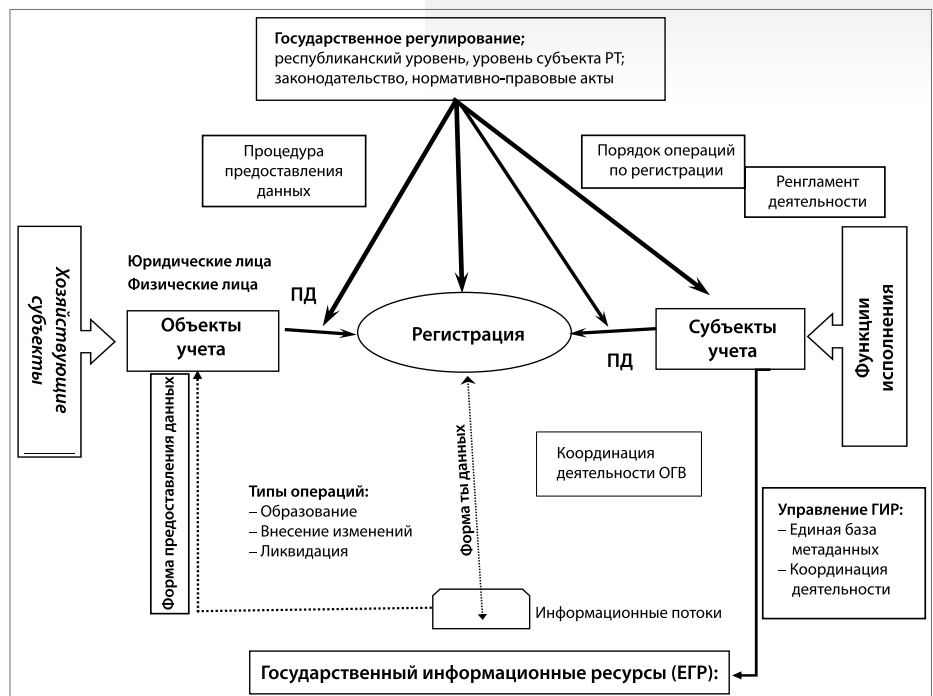 Государственное регулирование;
республиканский уровень, уровень субъекта РТ;
законодательство, нормативно-правовые акты
Процедура
предоставления
данных
Порядок операций
по регистрации
Ренгламент
деятельности
Хозяйствующие
субъекты
Юридические лица
Физические лица
ПД
Объекты
учета
Регистрация
Субъекты
учета
ПД
Функции
исполнения
Форма предоставления данных
Типы операций:
– Образование
– Внесение изменений
– Ликвидация
Форма ты данных
Координация
деятельности ОГВ
Управление ГИР:
– Единая база
метаданных
– Координация
деятельности
Информационные потоки
Государственный информационные ресурсы (ЕГР):